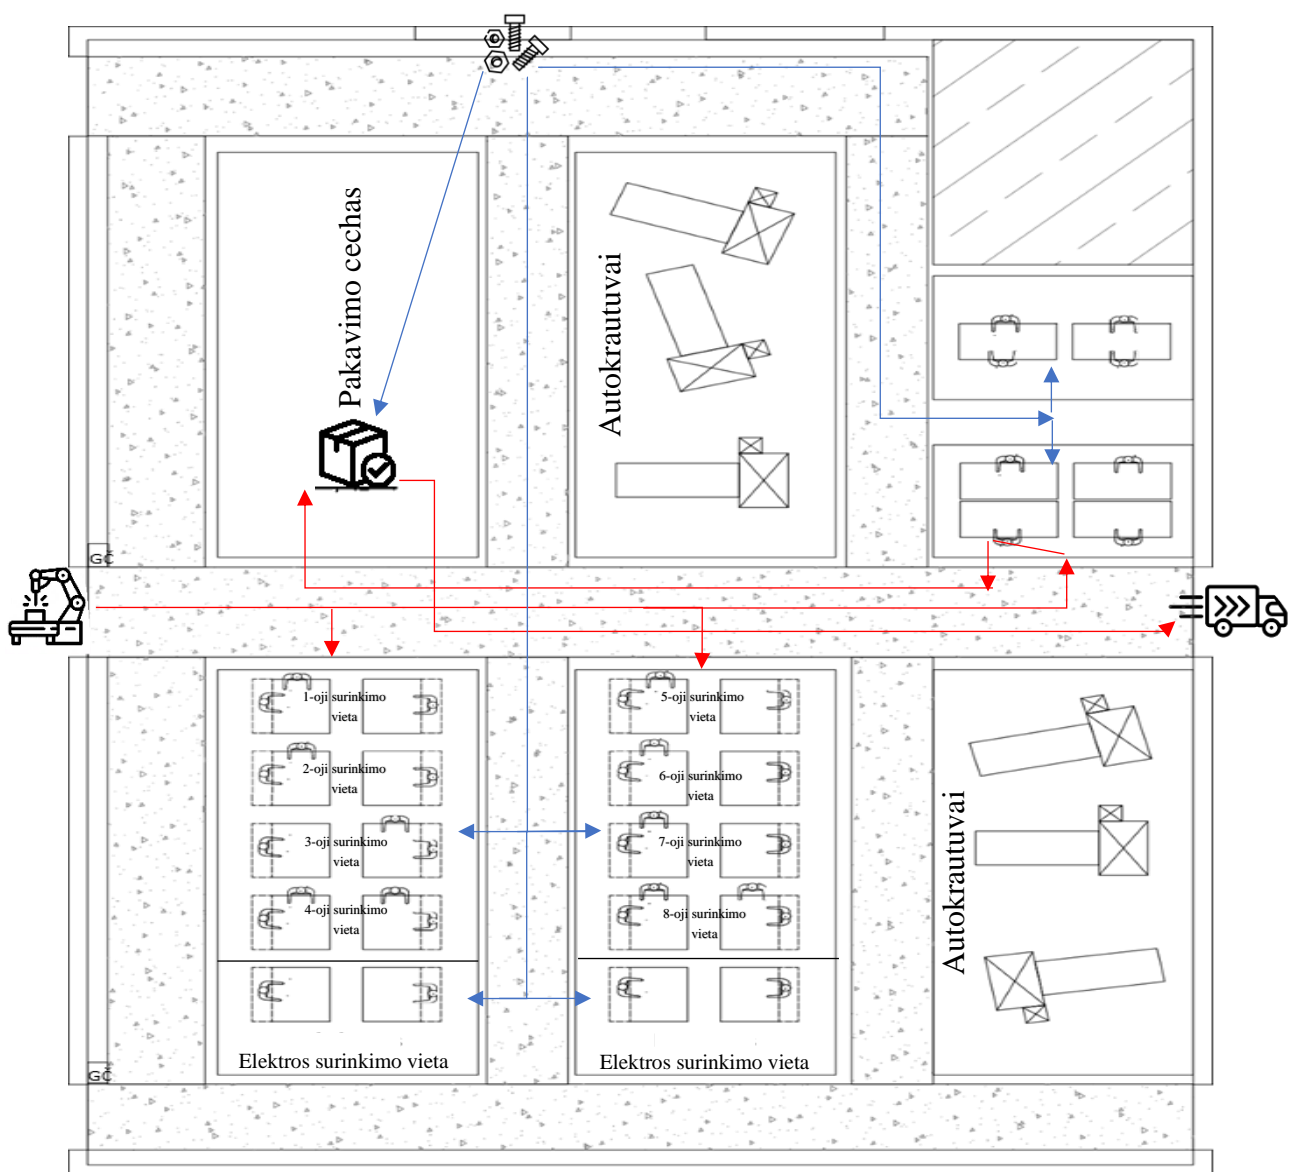 Pakavimo cechas
Autokrautuvai
GČ
1-oji surinkimo
vieta
2-oji surinkimo
vieta
3-oji surinkimo
vieta
4-oji surinkimo
vieta
Elektros surinkimo vieta
5-oji surinkimo
vieta
6-oji surinkimo
vieta
7-oji surinkimo
vieta
8-oji surinkimo
vieta
Elektros surinkimo vieta
Autokrautuvai
GČ